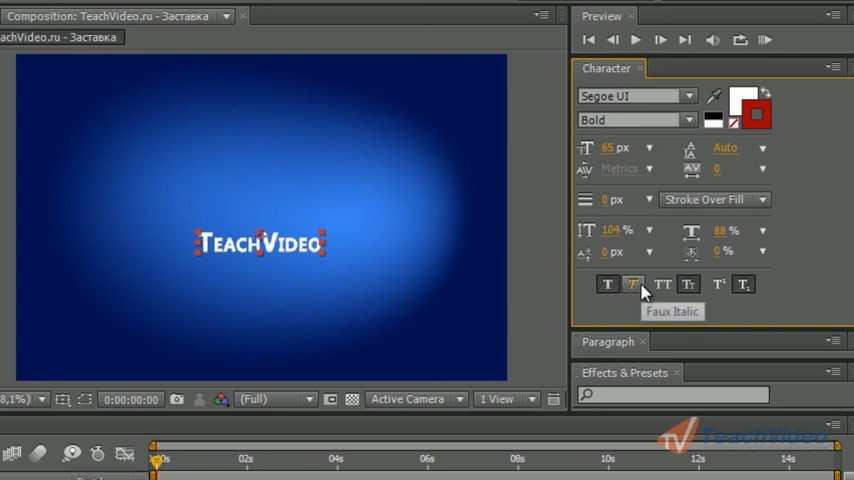 Composition: TeachVideo.ru - Заставка
eachVideo.ru - Заставка
TeachVideo
8,1%)
0:00:00:00
(Full)
Active Camera
1 View
00s
02s
04s
06s
08s
10s
12s
14s
Preview
Character
Segoe UI
Bold
65 px
Auto
Metrics
0
0 px
Stroke Over Fill
104 %
88 %
0 px
0 %
T T TT Tт T¹ T₁
Faux Italic
Paragraph
Effects & Presets
TeachVideo